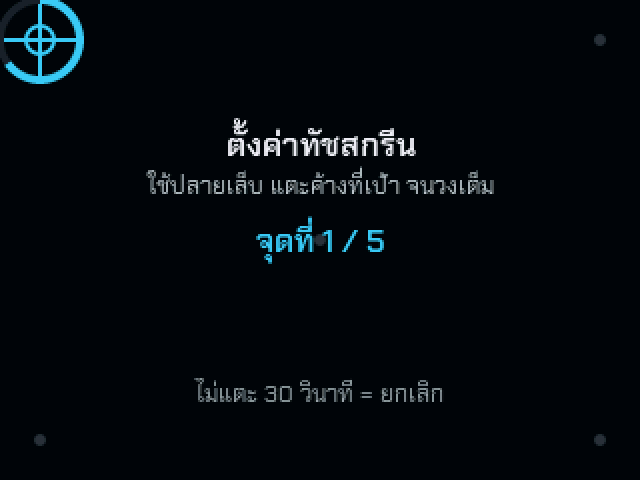 ตั้งค่าทัชสกรีน
ใช้ปลายเล็บ แตะค้างที่เป้า จนวงเต็ม
จุดที่ 1 / 5
ไม่แตะ 30 วินาที = ยกเลิก